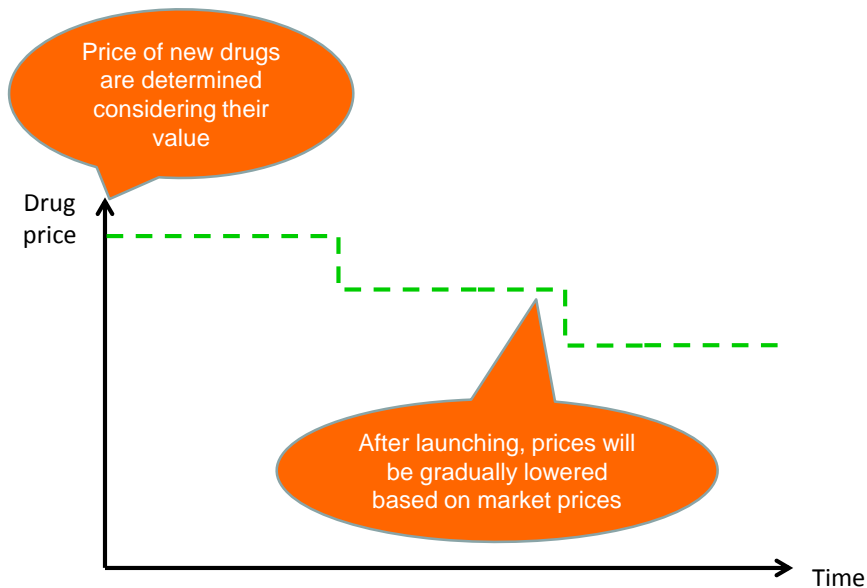 Price of new drugs
are determined
considering their
value
Drug
price
After launching, prices will
be gradually lowered
based on market prices
Time